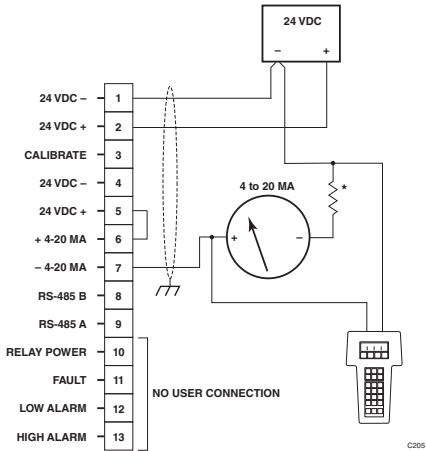 24 VDC
– +
24 VDC – 1
24 VDC + 2
CALIBRATE 3
24 VDC – 4
24 VDC + 5
+ 4-20 MA 6
– 4-20 MA 7
RS-485 B 8
RS-485 A 9
RELAY POWER 10
FAULT 11
LOW ALARM 12
HIGH ALARM 13
4 to 20 MA
+ –
*
NO USER CONNECTION
C205